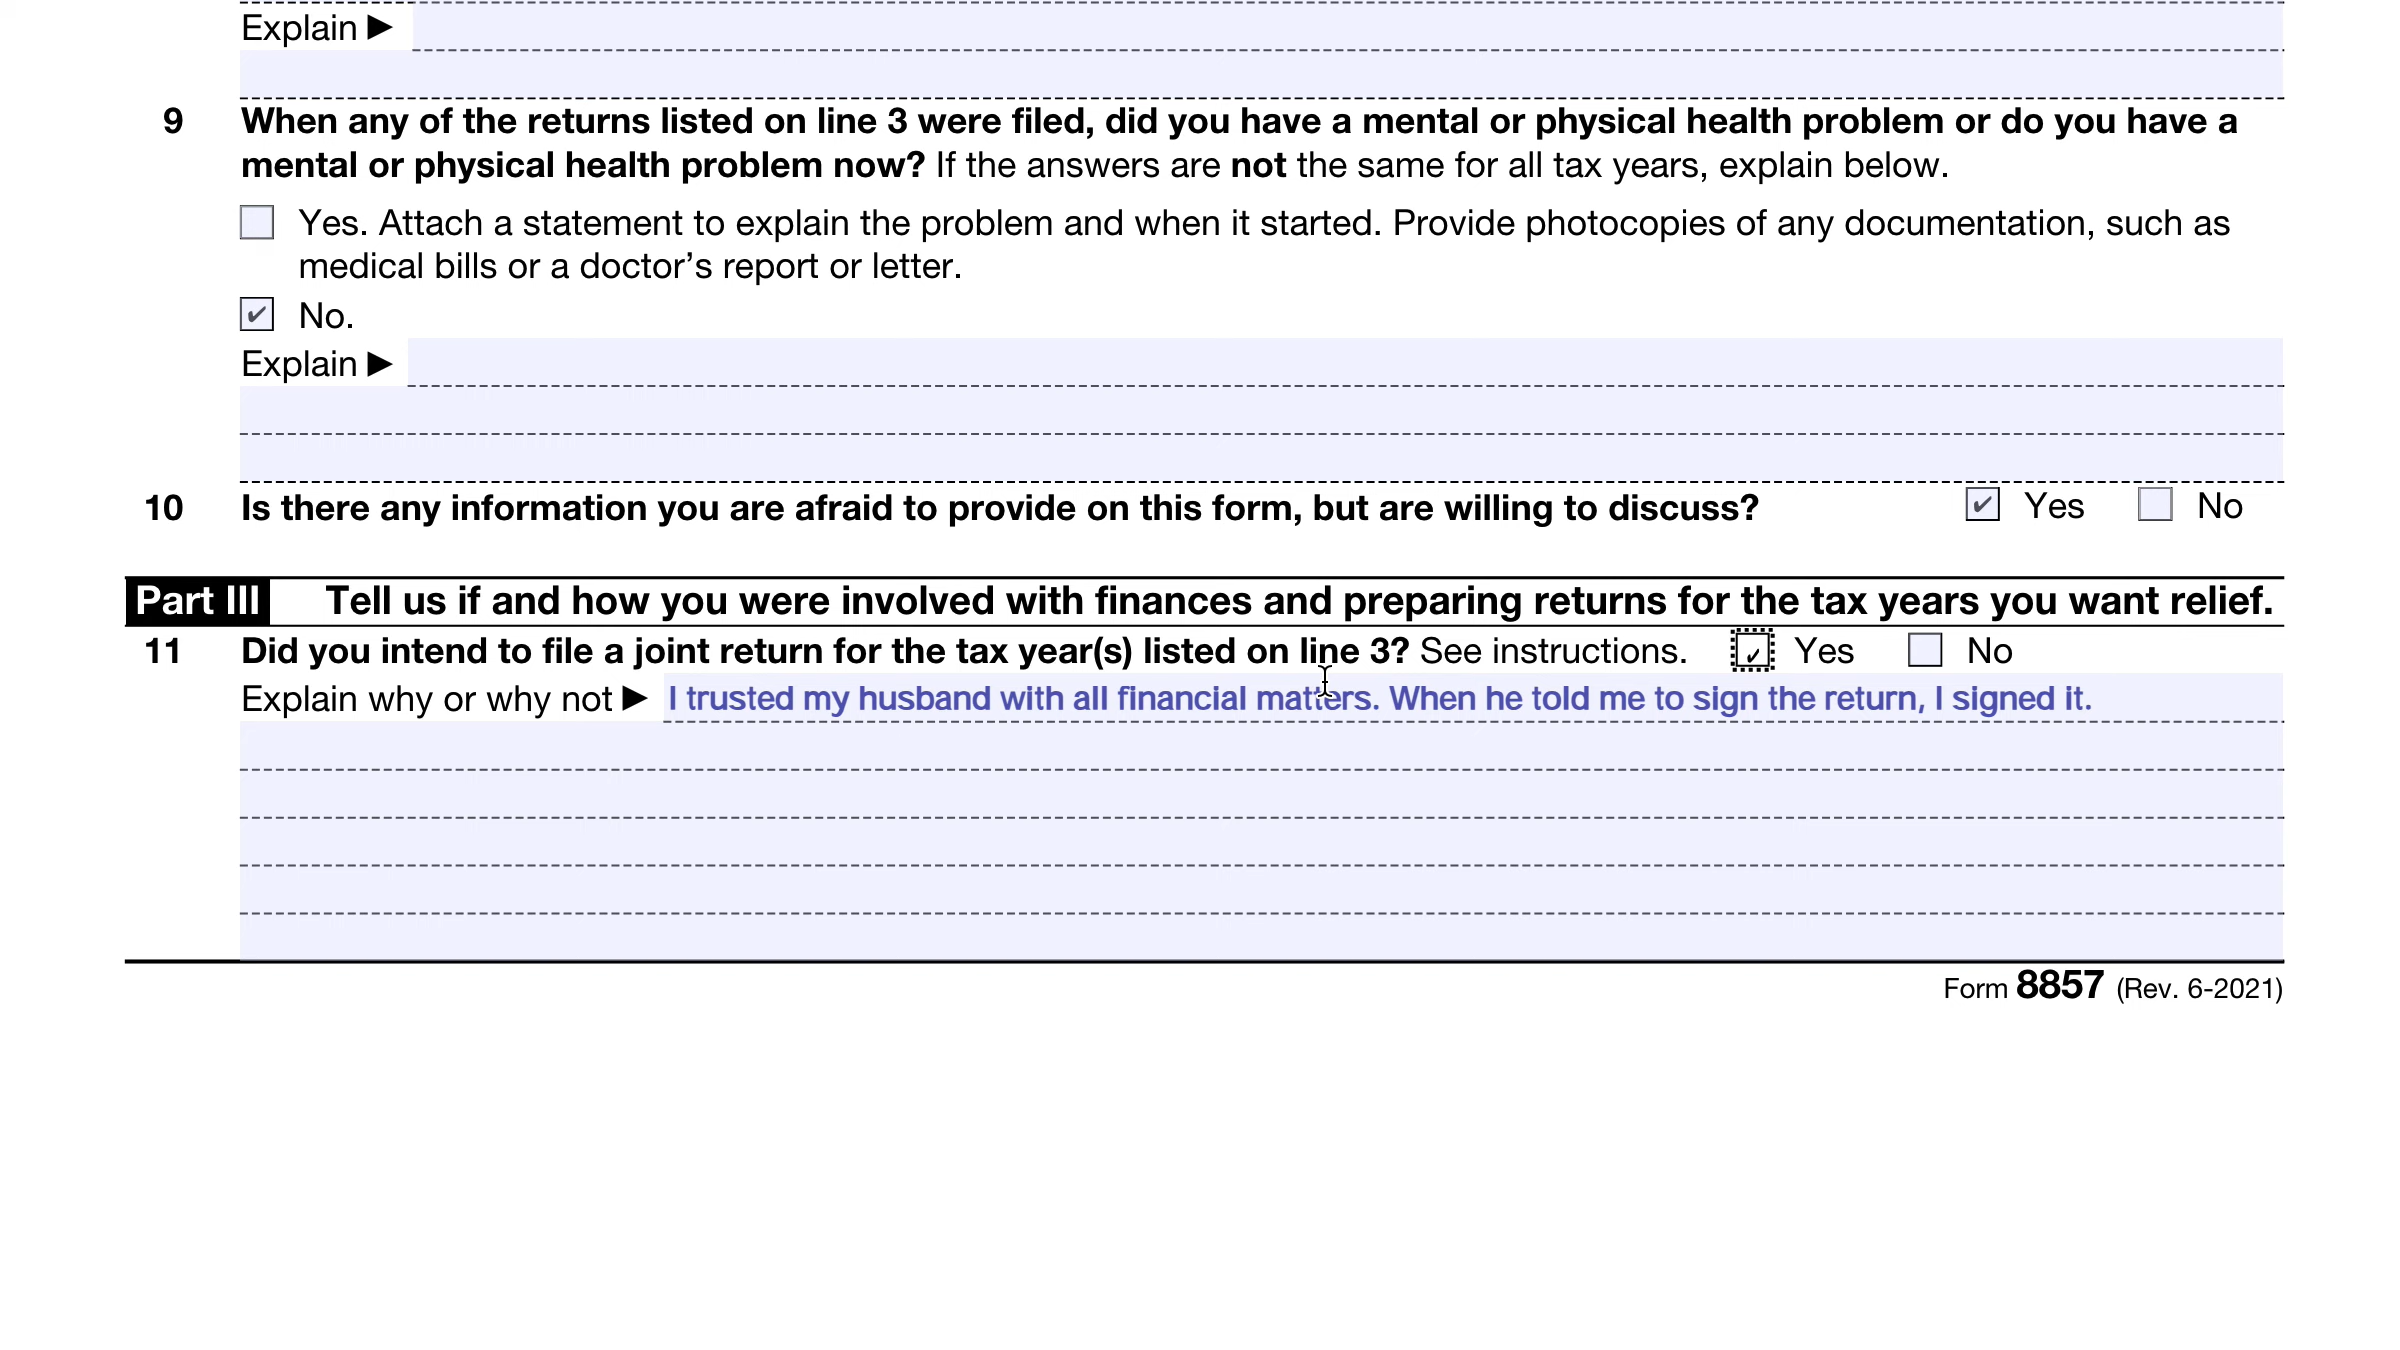 Explain ▶
9 When any of the returns listed on line 3 were filed, did you have a mental or physical health problem or do you have a
mental or physical health problem now? If the answers are not the same for all tax years, explain below.
Yes. Attach a statement to explain the problem and when it started. Provide photocopies of any documentation, such as
medical bills or a doctor’s report or letter.
✔ No.
Explain ▶
10 Is there any information you are afraid to provide on this form, but are willing to discuss? ✔ Yes No
Part III Tell us if and how you were involved with finances and preparing returns for the tax years you want relief.
11 Did you intend to file a joint return for the tax year(s) listed on line 3? See instructions. ✔ Yes No
Explain why or why not ▶ I trusted my husband with all financial matters. When he told me to sign the return, I signed it.
Form 8857 (Rev. 6-2021)